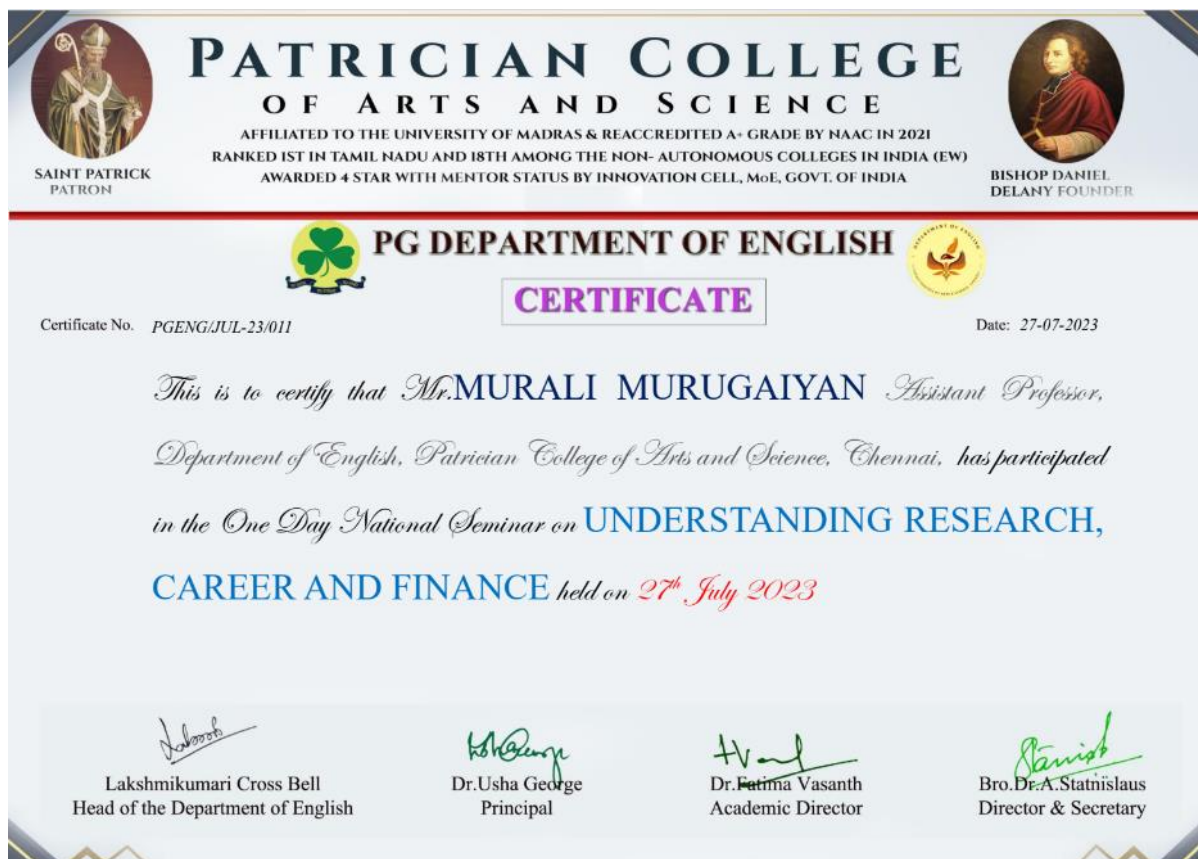 PATRICIAN COLLEGE
OF ARTS AND SCIENCE
AFFILIATED TO THE UNIVERSITY OF MADRAS & REACCREDITED A+ GRADE BY NAAC IN 2021
RANKED 1ST IN TAMIL NADU AND 18TH AMONG THE NON- AUTONOMOUS COLLEGES IN INDIA (EW)
AWARDED 4 STAR WITH MENTOR STATUS BY INNOVATION CELL, MoE, GOVT. OF INDIA
SAINT PATRICK
PATRON
BISHOP DANIEL
DELANY FOUNDER
PG DEPARTMENT OF ENGLISH
DEPARTMENT OF ENGLISH
CERTIFICATE
Certificate No. PGENG/JUL-23/011
Date: 27-07-2023
This is to certify that Mr.MURALI MURUGAIYAN Assistant Professor,
Department of English, Patrician College of Arts and Science, Chennai, has participated
in the One Day National Seminar on UNDERSTANDING RESEARCH,
CAREER AND FINANCE held on 27th July 2023
Lakshmikumari Cross Bell
Head of the Department of English
Dr.Usha George
Principal
Dr.Fatima Vasanth
Academic Director
Bro.Dr.A.Statnislaus
Director & Secretary